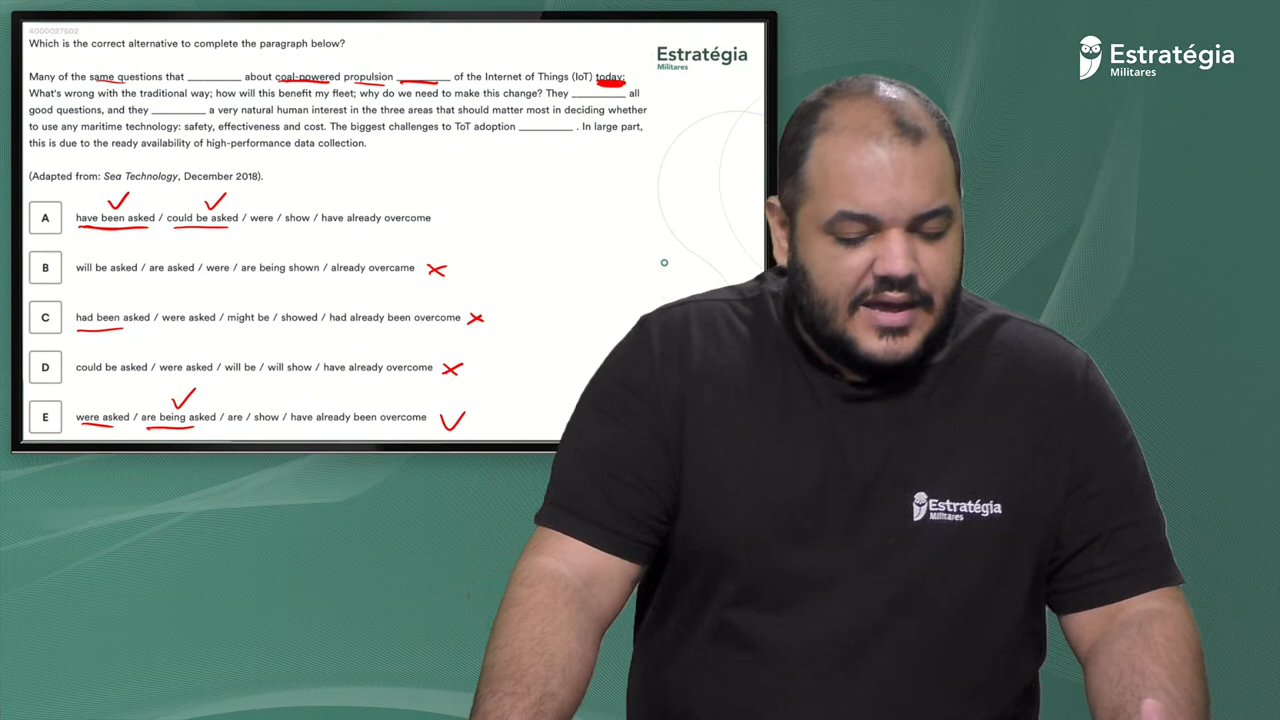 4000027602
Which is the correct alternative to complete the paragraph below?
Many of the same questions that __________ about coal-powered propulsion __________ of the Internet of Things (IoT) today:
What's wrong with the traditional way; how will this benefit my fleet; why do we need to make this change? They __________ all
good questions, and they __________ a very natural human interest in the three areas that should matter most in deciding whether
to use any maritime technology: safety, effectiveness and cost. The biggest challenges to ToT adoption __________ . In large part,
this is due to the ready availability of high-performance data collection.
(Adapted from: Sea Technology, December 2018).
A have been asked / could be asked / were / show / have already overcome
B will be asked / are asked / were / are being shown / already overcame
C had been asked / were asked / might be / showed / had already been overcome
D could be asked / were asked / will be / will show / have already overcome
E were asked / are being asked / are / show / have already been overcome
Estratégia
Militares
Estratégia
Militares
Estratégia
Militares